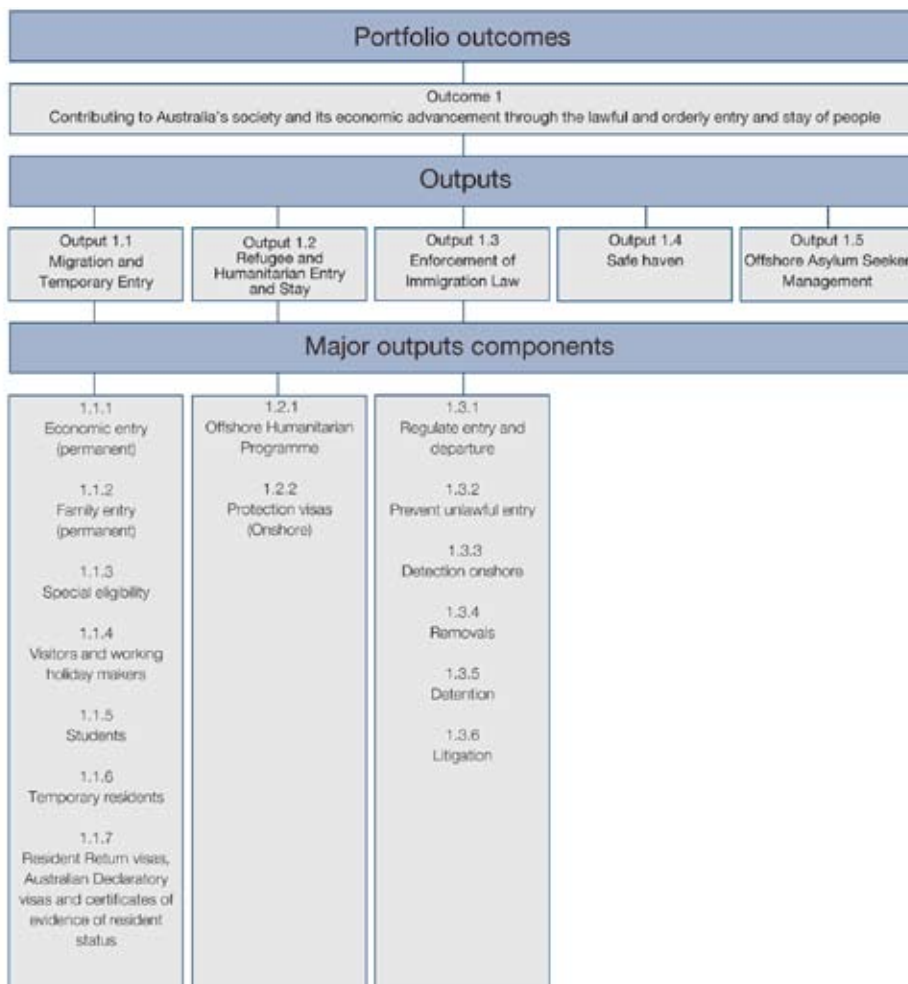 Portfolio outcomes
Outcome 1
Contributing to Australia's society and its economic advancement through the lawful and orderly entry and stay of people
Outputs
Output 1.1
Migration and
Temporary Entry
Output 1.2
Refugee and
Humanitarian Entry
and Stay
Output 1.3
Enforcement of
Immigration Law
Output 1.4
Safe haven
Output 1.5
Offshore Asylum Seeker
Management
Major outputs components
1.1.1
Economic entry
(permanent)
1.1.2
Family entry
(permanent)
1.1.3
Special eligibility
1.1.4
Visitors and working
holiday makers
1.1.5
Students
1.1.6
Temporary residents
1.1.7
Resident Return visas,
Australian Declaratory
visas and certificates of
evidence of resident
status
1.2.1
Offshore Humanitarian
Programme
1.2.2
Protection visas
(Onshore)
1.3.1
Regulate entry and
departure
1.3.2
Prevent unlawful entry
1.3.3
Detection onshore
1.3.4
Removals
1.3.5
Detention
1.3.6
Litigation